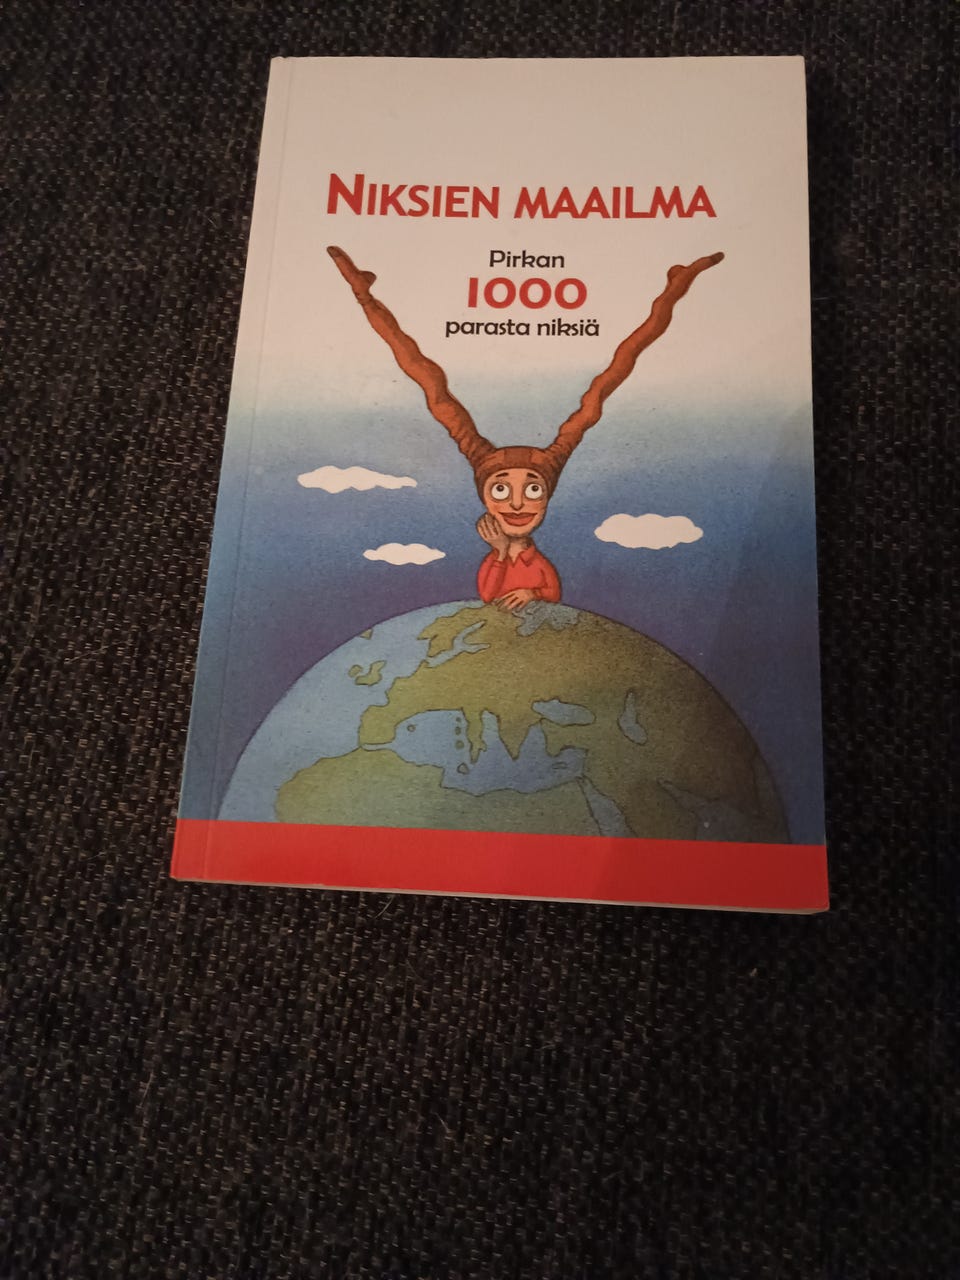 NIKSIEN MAAILMA
Pirkan
1000
parasta niksiä